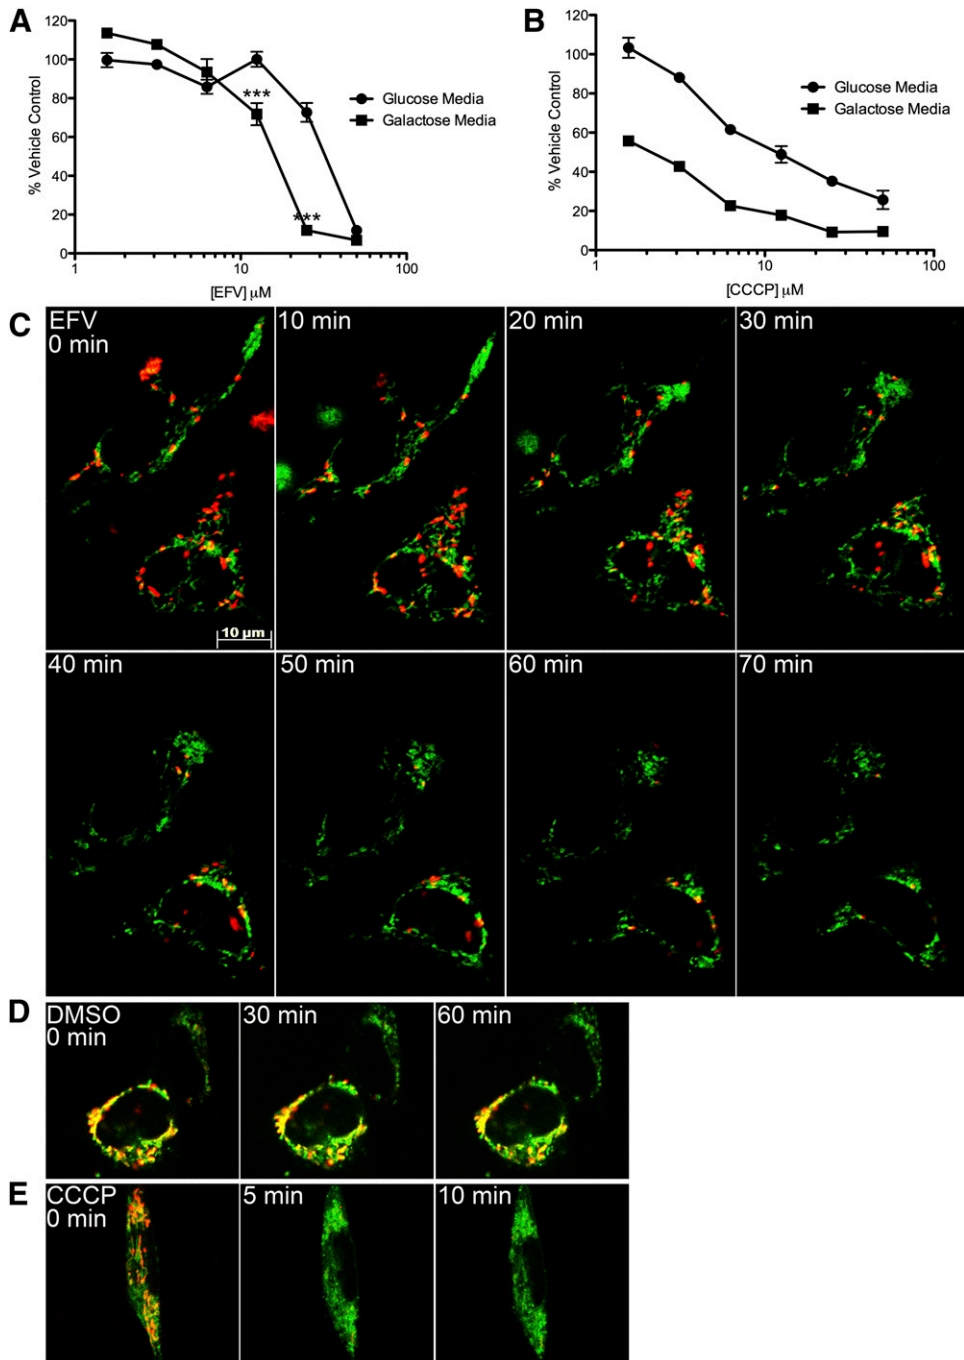 A
120
100
80
60
40
20
0
% Vehicle Control
***
***
Glucose Media
Galactose Media
1
10
100
[EFV] μM
B
120
100
80
60
40
20
0
% Vehicle Control
Glucose Media
Galactose Media
1
10
100
[CCCP] μM
C
EFV
0 min
10 min
20 min
30 min
10 μm
40 min
50 min
60 min
70 min
D
DMSO
0 min
30 min
60 min
E
CCCP
0 min
5 min
10 min